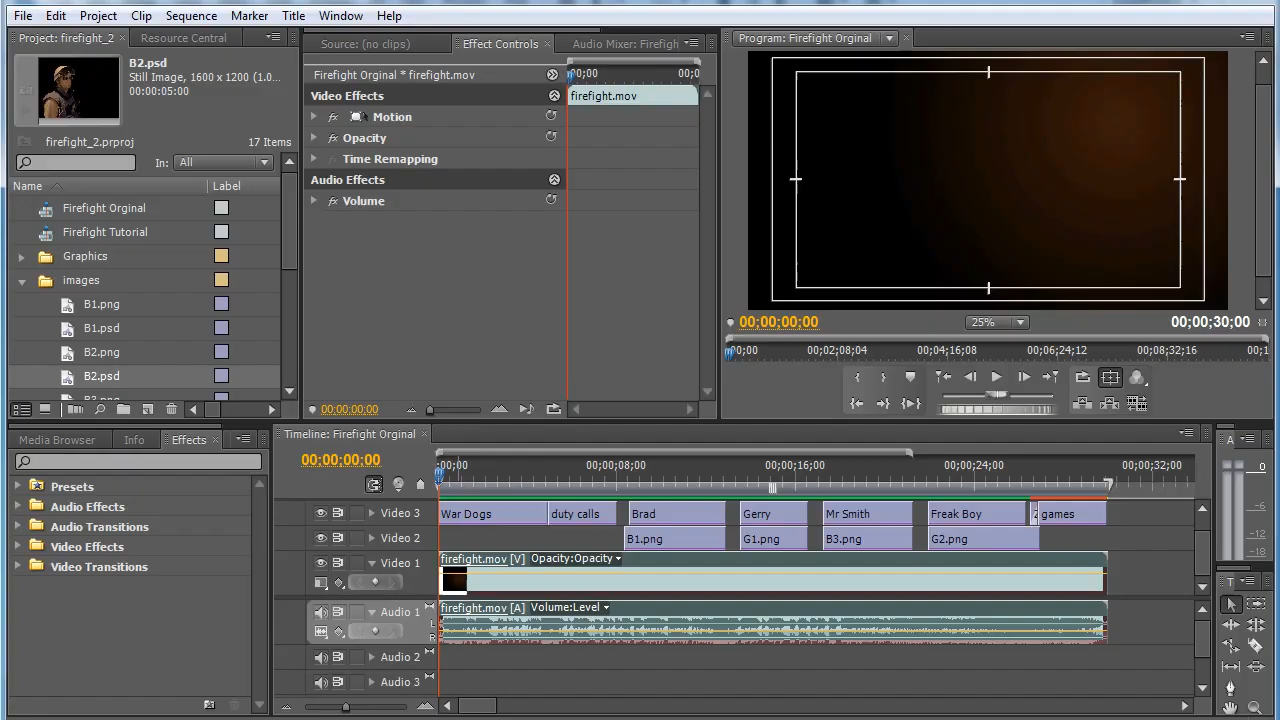 File Edit Project Clip Sequence Marker Title Window Help
Project: firefight_2 Resource Central
B2.psd
Still Image, 1600 x 1200 (1.0...
00;00;05;00
firefight_2.prproj 17 Items
In: All
Name Label
Firefight Orginal
Firefight Tutorial
Graphics
images
B1.png
B1.psd
B2.png
B2.psd
Source: (no clips) Effect Controls Audio Mixer: Firefigh
Firefight Orginal * firefight.mov
00;00
Video Effects firefight.mov
fx Motion
fx Opacity
fx Time Remapping
Audio Effects
fx Volume
00;00;00;00
Program: Firefight Orginal
00;00;00;00 25% 00;00;30;00
00;00 00;02;08;04 00;04;16;08 00;06;24;12 00;08;32;16
Media Browser Info Effects
Presets
Audio Effects
Audio Transitions
Video Effects
Video Transitions
Timeline: Firefight Orginal
00;00;00;00
00;00 00;00;08;00 00;00;16;00 00;00;24;00 00;00;32;00
Video 3 War Dogs duty calls Brad Gerry Mr Smith Freak Boy games
Video 2 B1.png G1.png B3.png G2.png
Video 1 firefight.mov [V] Opacity:Opacity
Audio 1 firefight.mov [A] Volume:Level
L
R
Audio 2
Audio 3
A
0
-6
-12
-18
T